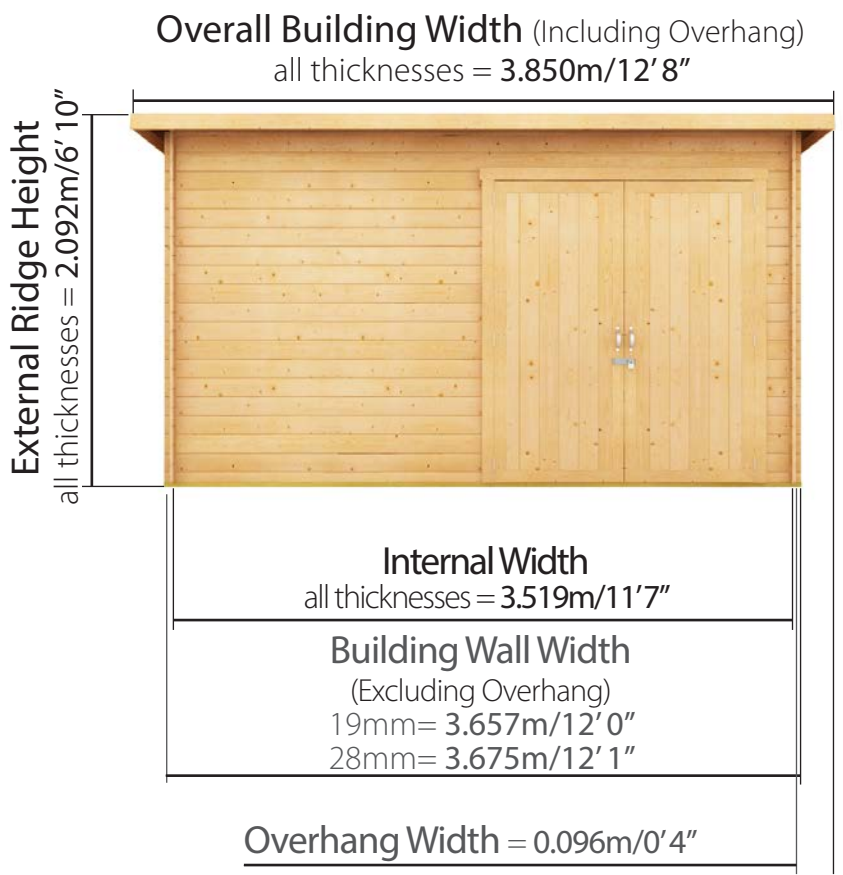 Overall Building Width (Including Overhang)
all thicknesses = 3.850m/12’8”
External Ridge Height
all thicknesses = 2.092m/6’ 10”
Internal Width
all thicknesses = 3.519m/11’7”
Building Wall Width
(Excluding Overhang)
19mm= 3.657m/12’ 0”
28mm= 3.675m/12’ 1”
Overhang Width = 0.096m/0’4”